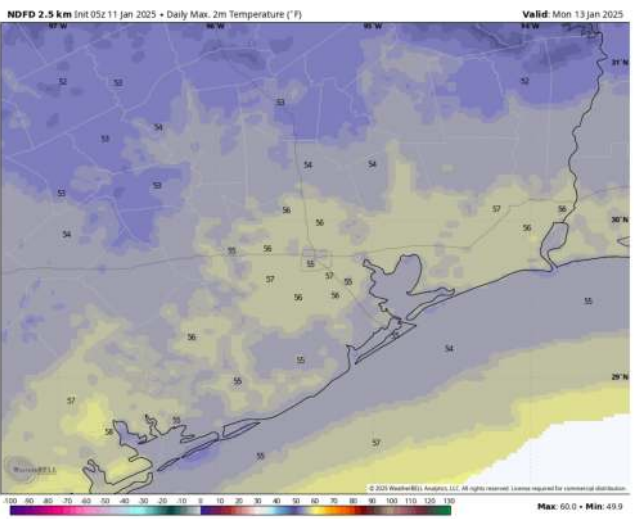 NDFD 2.5 km Init 05z 11 Jan 2025 • Daily Max. 2m Temperature (°F)
Valid: Mon 13 Jan 2025
97°W 96°W 95°W 94°W
31°N
52 53 52
53
54
53
54 54
53 53
57 56
56
30°N
54
56
56
55 56
55
57
57 55
56 56
55
56
54
55
29°N
55
57
58 55
57
55
WeatherBELL
© 2025 WeatherBELL Analytics, LLC. All rights reserved. License required for commercial distribution.
-100 -90 -80 -70 -60 -50 -40 -30 -20 -10 0 10 20 30 40 50 60 70 80 90 100 110 120 130
Max: 60.0 • Min: 49.9